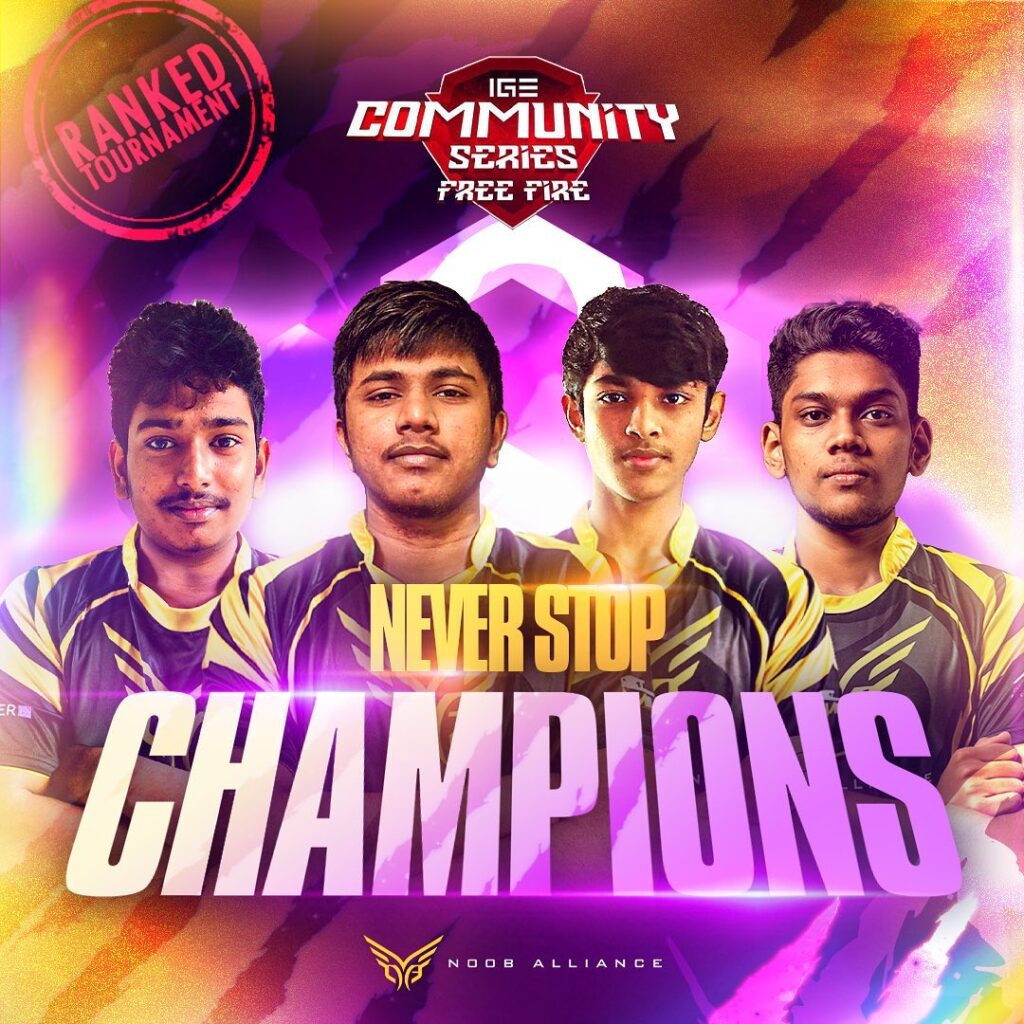 RANKED
TOURNAMENT
IGE
COMMUNITY
SERIES
FREE FIRE
NEVER STOP
CHAMPIONS
NOOB ALLIANCE